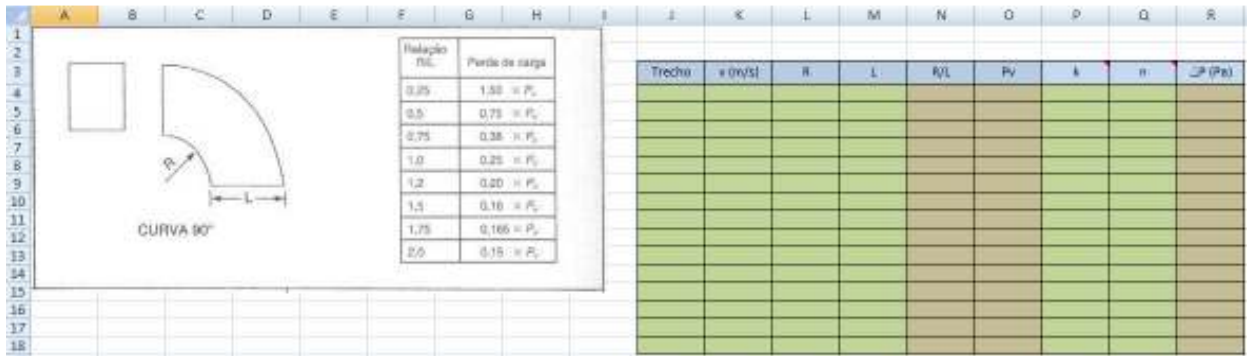 A B C D E F G H I J K L M N O P Q R
1
2
3
4
5
6
7
8
9
10
11
12
13
14
15
16
17
18
R
L
CURVA 90°
Relação R/L Perda de carga
0,25 1,50 × Pᵥ
0,5 0,75 × Pᵥ
0,75 0,38 × Pᵥ
1,0 0,25 × Pᵥ
1,2 0,20 × Pᵥ
1,5 × Pᵥ
1,75 0,165 × Pᵥ
2,0 0,15 × Pᵥ
Trecho v (m/s) R L R/L Pv k n (Pa)